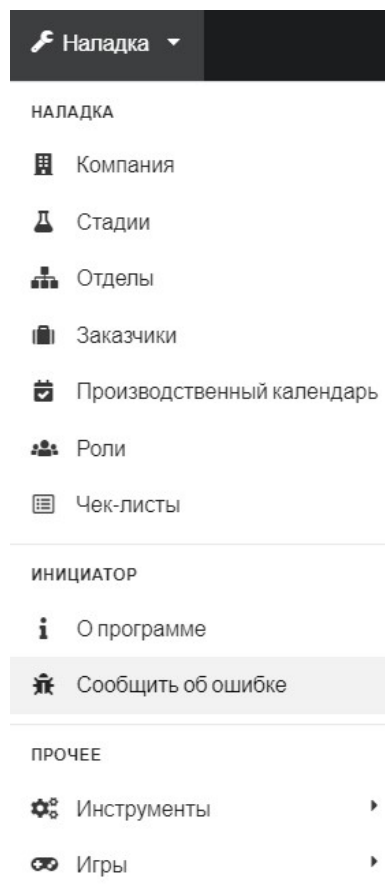 Наладка
НАЛАДКА
Компания
Стадии
Отделы
Заказчики
Производственный календарь
Роли
Чек-листы
ИНИЦИАТОР
О программе
Сообщить об ошибке
ПРОЧЕЕ
Инструменты
Игры